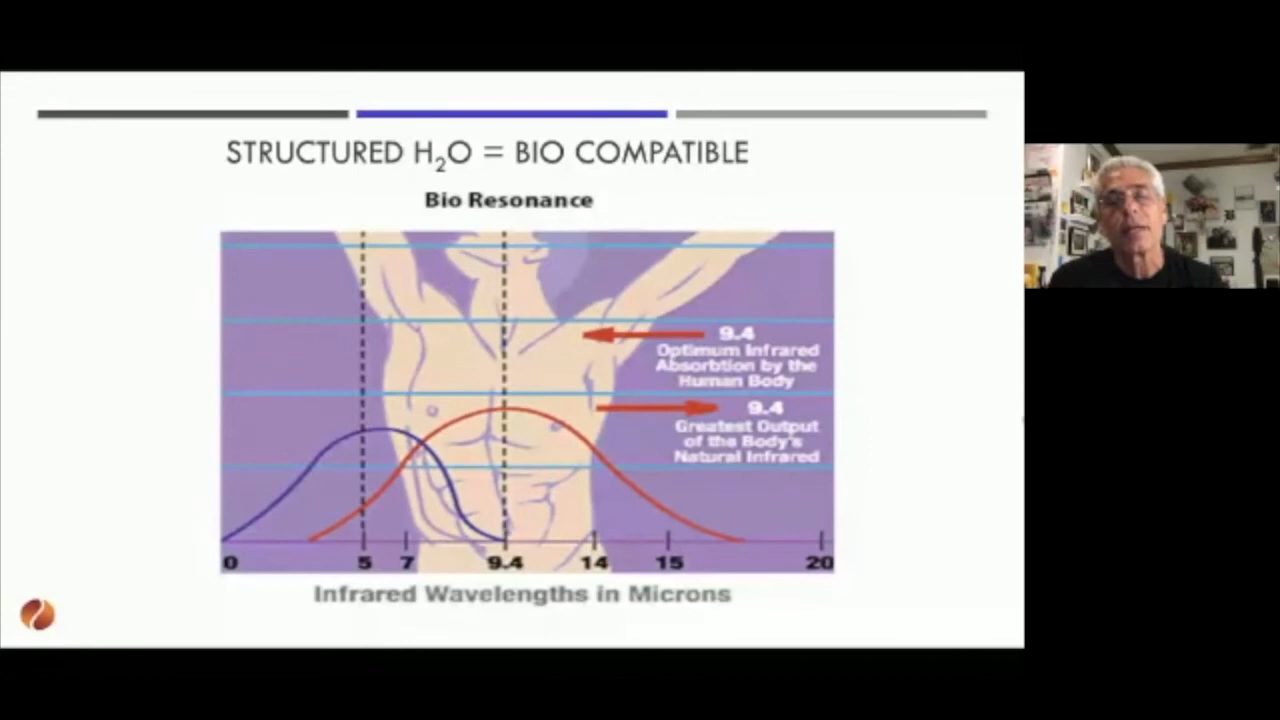 STRUCTURED H₂O = BIO COMPATIBLE
Bio Resonance
9.4
Optimum Infrared
Absorbtion by the
Human Body
9.4
Greatest Output
of the Body's
Natural Infrared
0 5 7 9.4 14 15 20
Infrared Wavelengths in Microns